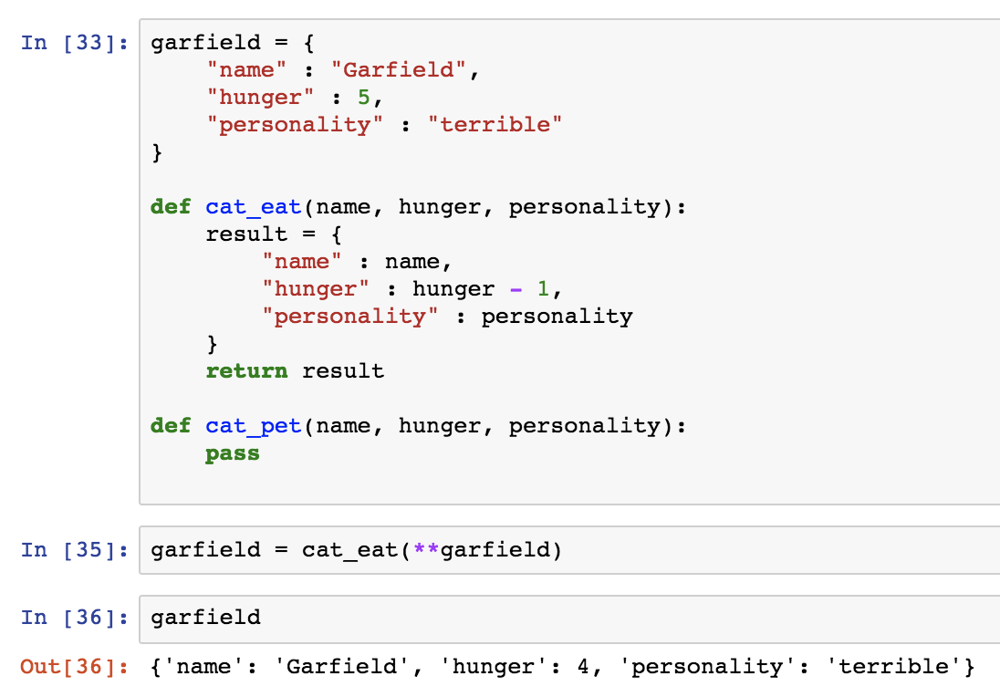 In [33]: garfield = {
    "name" : "Garfield",
    "hunger" : 5,
    "personality" : "terrible"
}
def cat_eat(name, hunger, personality):
    result = {
        "name" : name,
        "hunger" : hunger - 1,
        "personality" : personality
    }
    return result
def cat_pet(name, hunger, personality):
    pass
In [35]: garfield = cat_eat(**garfield)
In [36]: garfield
Out[36]: {'name': 'Garfield', 'hunger': 4, 'personality': 'terrible'}